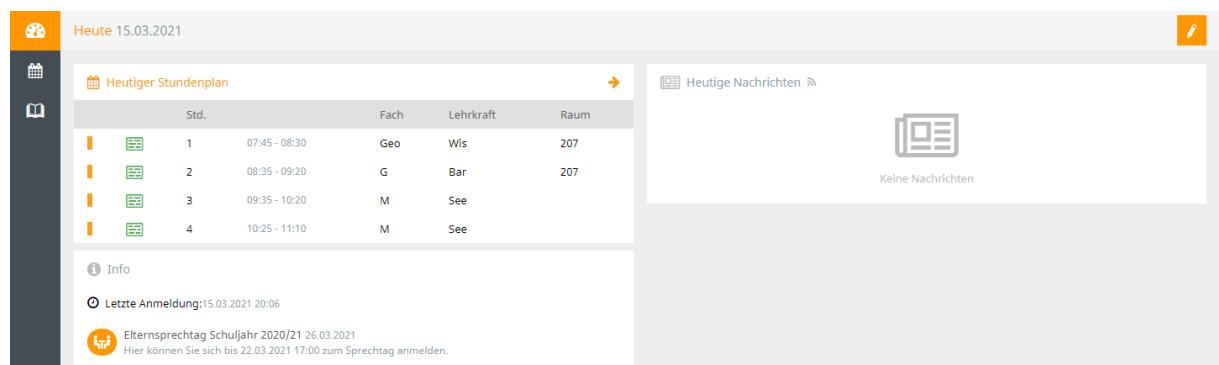 Heute 15.03.2021
Heutiger Stundenplan
Std. Fach Lehrkraft Raum
1 07:45 - 08:30 Geo Wis 207
2 08:35 - 09:20 G Bar 207
3 09:35 - 10:20 M See
4 10:25 - 11:10 M See
Info
Letzte Anmeldung:15.03.2021 20:06
Elternsprechtag Schuljahr 2020/21 26.03.2021
Hier können Sie sich bis 22.03.2021 17:00 zum Sprechtag anmelden.
Heutige Nachrichten
Keine Nachrichten